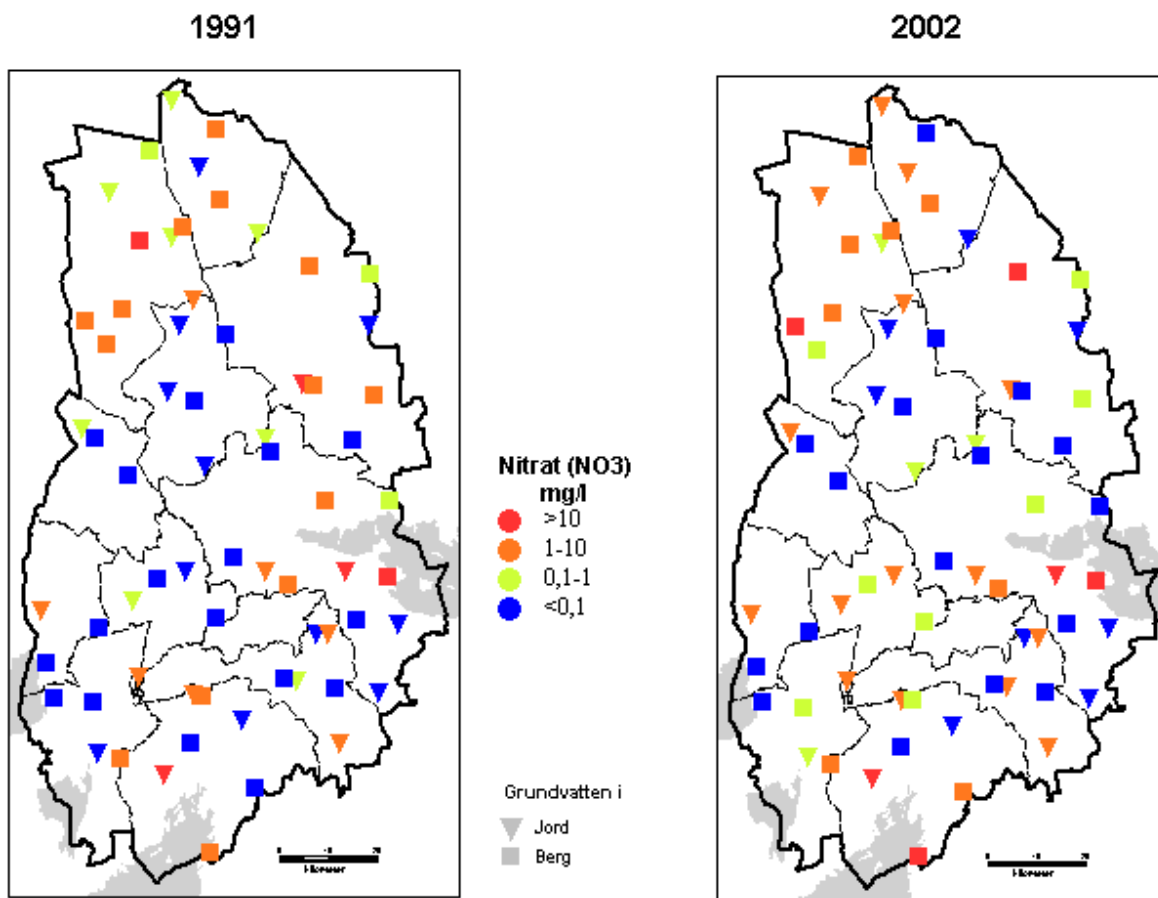 1991
2002
Nitrat (NO3)
mg/l
>10
1-10
0,1-1
<0,1
Grundvatten i
Jord
Berg